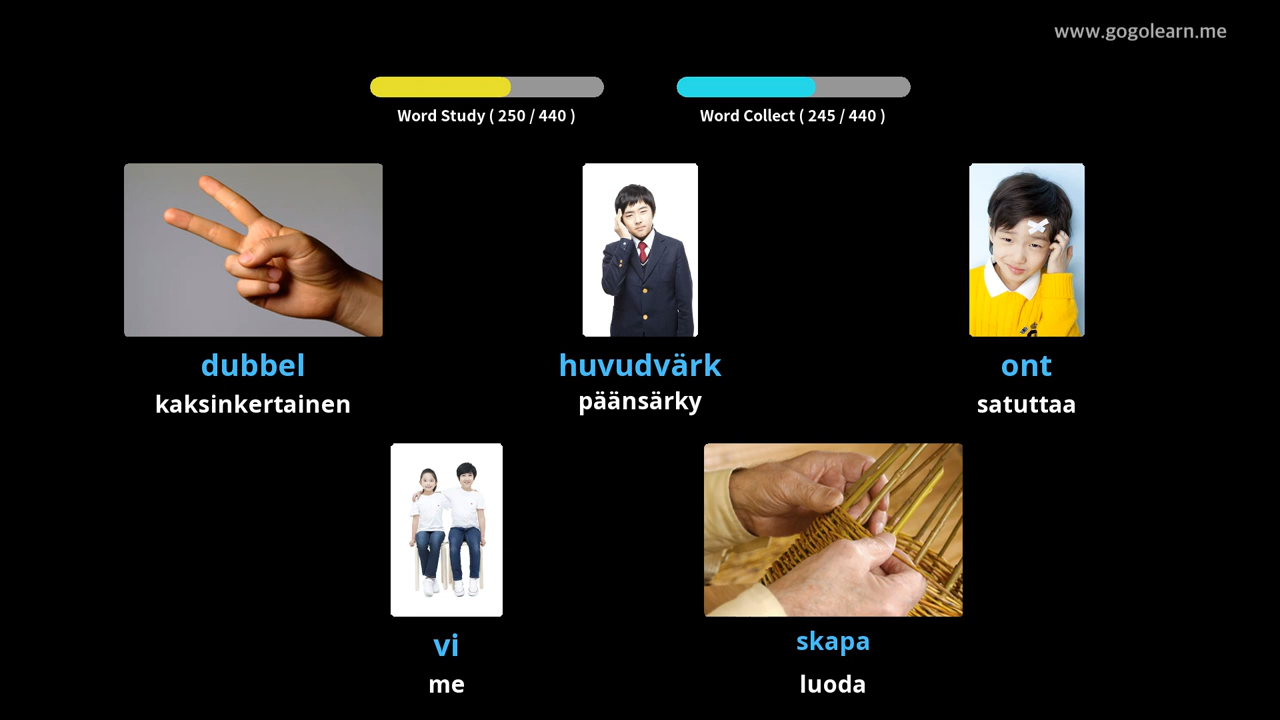 www.gogolearn.me
Word Study ( 250 / 440 )
Word Collect ( 245 / 440 )
dubbel
kaksinkertainen
huvudvärk
päänsärky
ont
satuttaa
vi
me
skapa
luoda